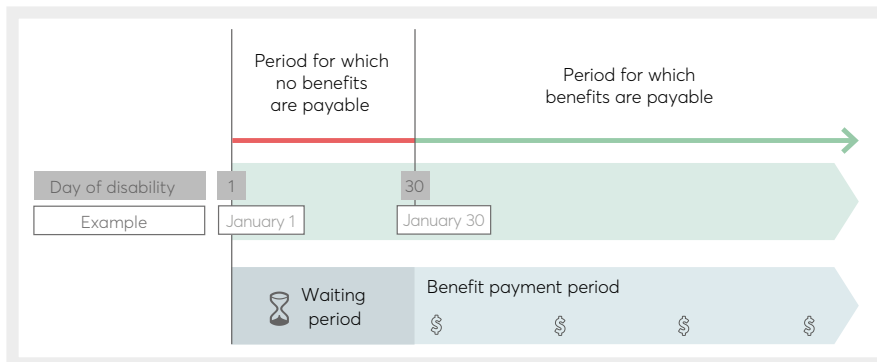 Period for which
no benefits
are payable
Period for which
benefits are payable
Day of disability
1
30
Example
January 1
January 30
Waiting
period
Benefit payment period
$ $ $ $